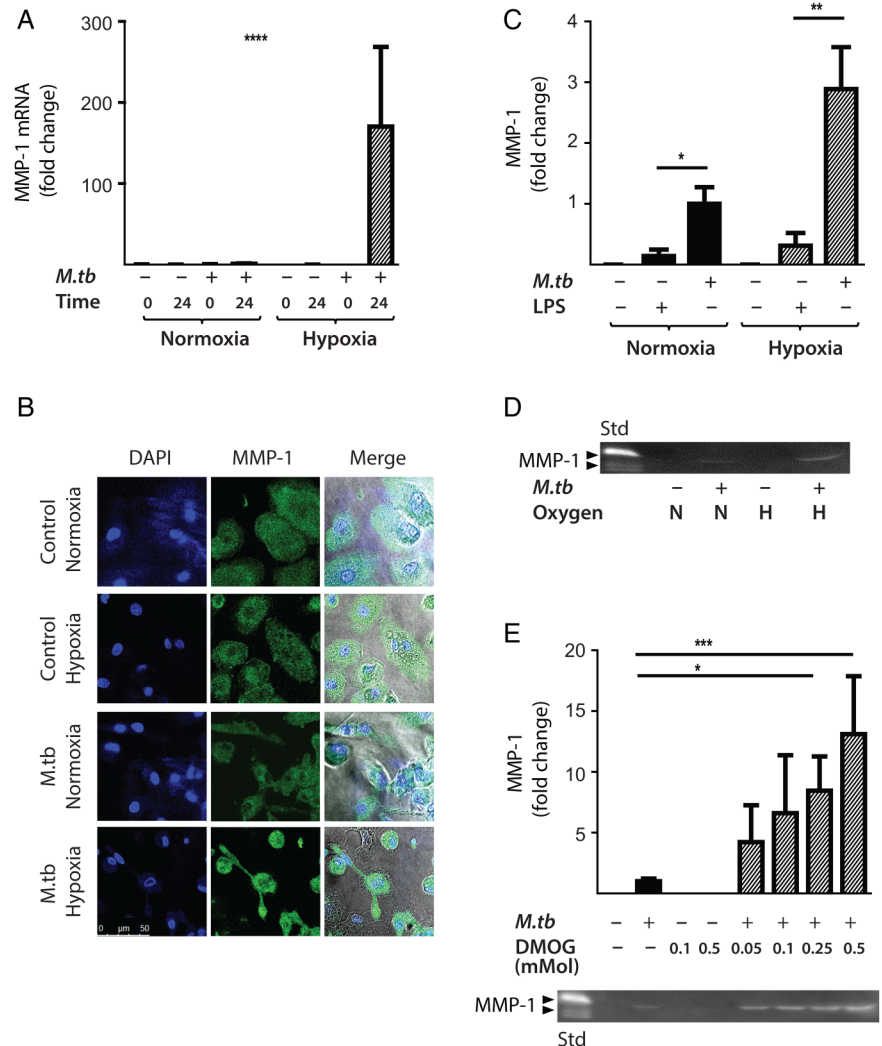 A
300
200
100
MMP-1 mRNA
(fold change)
****
M.tb – – + + – – + +
Time 0 24 0 24 0 24 0 24
Normoxia Hypoxia
B
DAPI MMP-1 Merge
Control
Normoxia
Control
Hypoxia
M.tb
Normoxia
M.tb
Hypoxia
0 µm 50
C
4
3
2
1
MMP-1
(fold change)
*
**
M.tb – – + – – +
LPS – + – – + –
Normoxia Hypoxia
D
Std
MMP-1
M.tb – + – +
Oxygen N N H H
E
20
15
10
5
MMP-1
(fold change)
***
*
M.tb – + – – + + + +
DMOG – – 0.1 0.5 0.05 0.1 0.25 0.5
(mMol)
MMP-1
Std